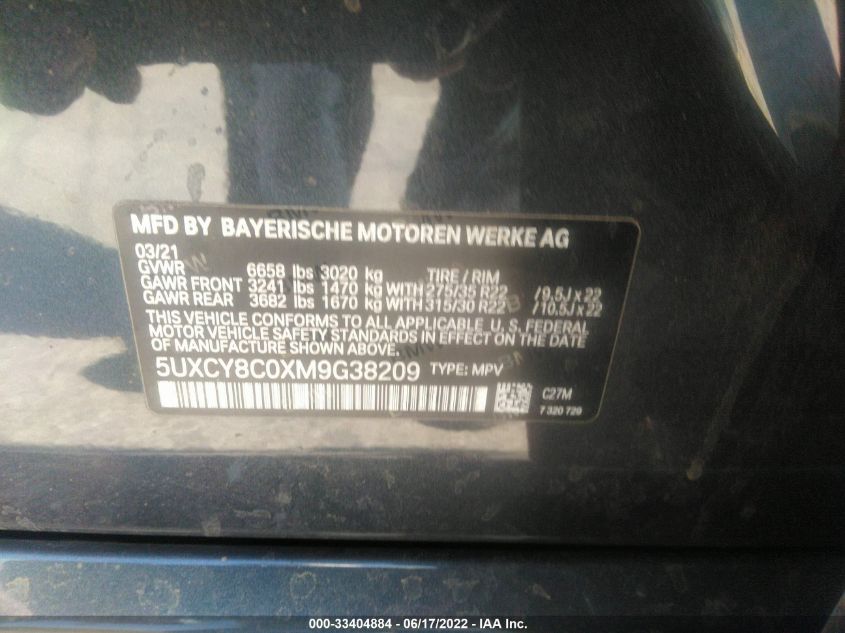 MFD BY BAYERISCHE MOTOREN WERKE AG
03/21
GVWR 6658 lbs 3020 kg TIRE / RIM
GAWR FRONT 3241 lbs 1470 kg WITH 275/35 R22 / 9,5J x 22
GAWR REAR 3682 lbs 1670 kg WITH 315/30 R22 / 10,5J x 22
THIS VEHICLE CONFORMS TO ALL APPLICABLE U. S. FEDERAL
MOTOR VEHICLE SAFETY STANDARDS IN EFFECT ON THE DATE
OF MANUFACTURE SHOWN ABOVE.
5UXCY8C0XM9G38209 TYPE: MPV
C27M
7 320 729
000-33404884 / 06/17/2022 - IAA Inc.